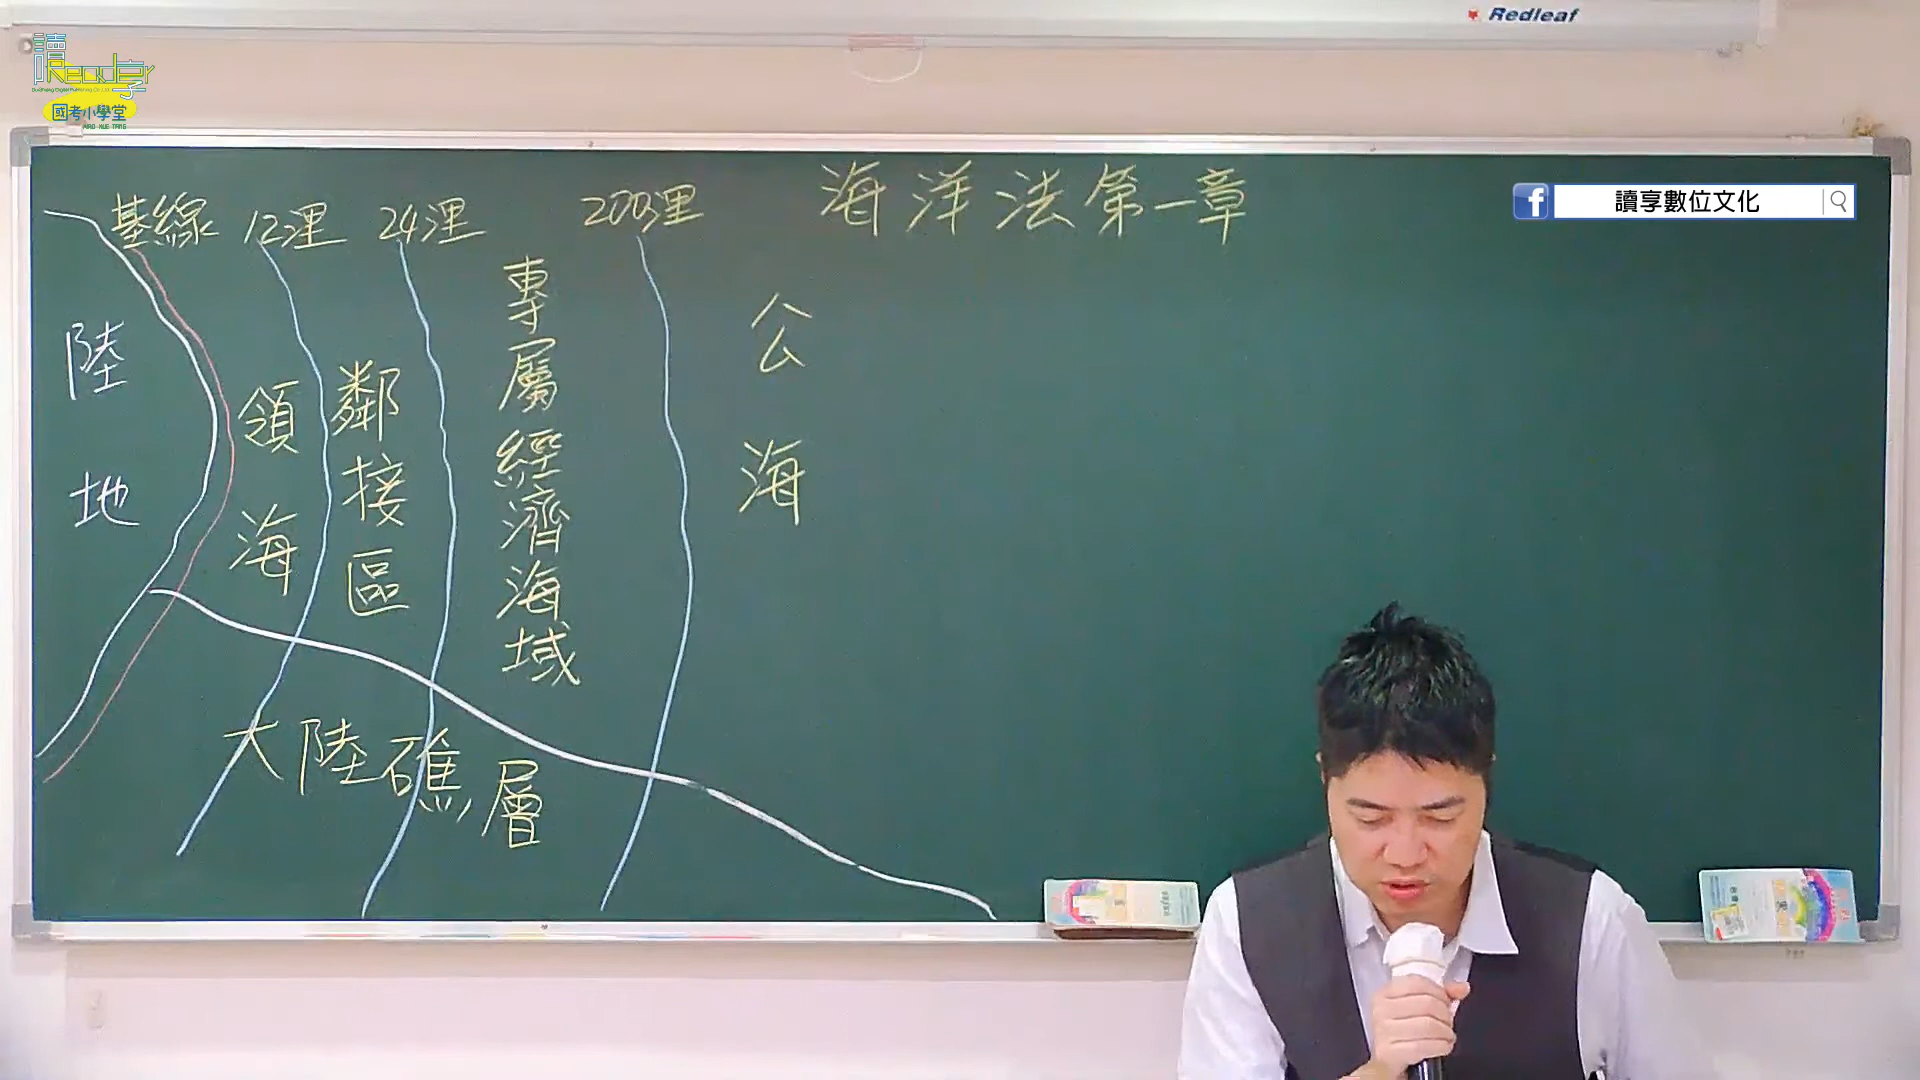 Redleaf
讀享
Reader
國考小學堂
讀享數位文化
海洋法第一章
基線 12浬 24浬 200浬
陸地
領海
鄰接區
專屬經濟海域
公海
大陸礁層